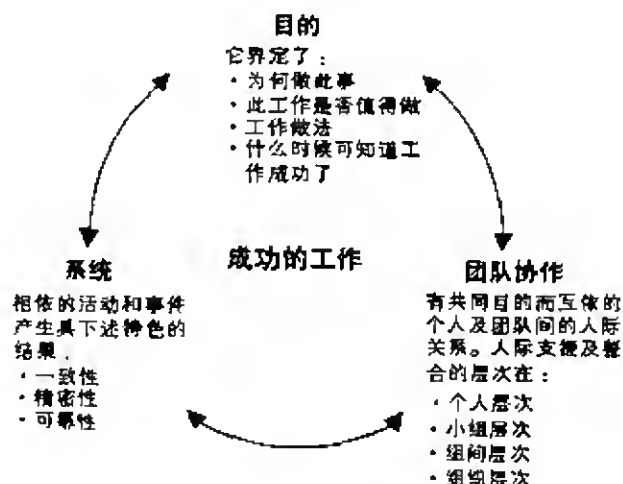 目的
它界定了：
· 为何做此事
· 此工作是否值得做
· 工作做法
· 什么时候可知道工
作成功了
成功的工作
系统
相依的活动和事件
产生具下述特色的
结果．
· 一致性
· 精密性
· 可靠性
团队协作
有共同目的而互依的
个人及团队间的人际
关系。人际支援及整
合的层次在：
· 个人层次
· 小组层次
· 组间层次
· 组织层次